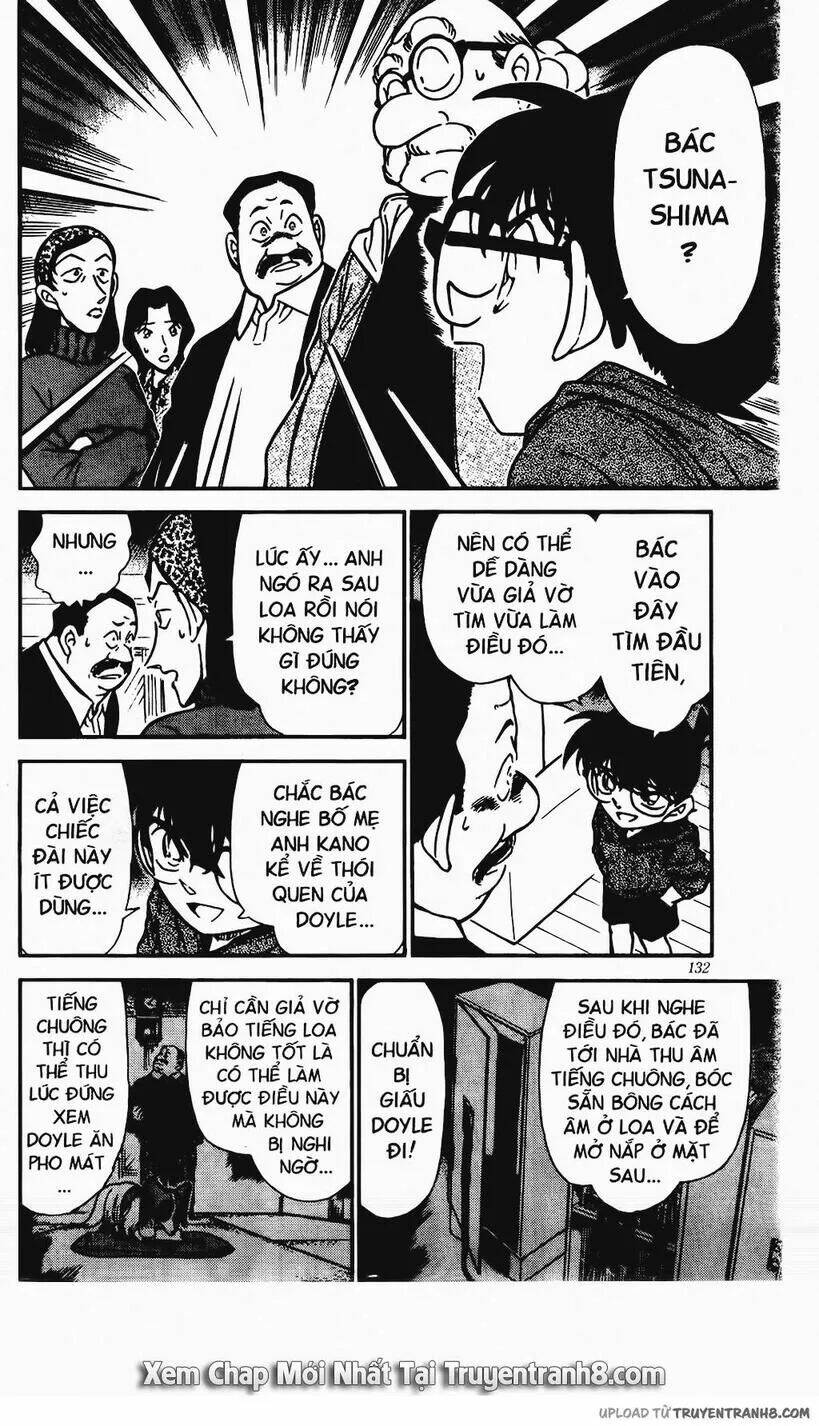 BÁC
TSUNA-
SHIMA
?
BÁC
VÀO
ĐÂY
TÌM ĐẦU
TIÊN,
NÊN CÓ THỂ
DỄ DÀNG
VỪA GIẢ VỜ
TÌM VỪA LÀM
ĐIỀU ĐÓ...
LÚC ẤY... ANH
NGÓ RA SAU
LOA RỒI NÓI
KHÔNG THẤY
GÌ ĐÚNG
KHÔNG?
NHƯNG
...
CHẮC BÁC
NGHE BỐ MẸ
ANH KANO
KỂ VỀ THÓI
QUEN CỦA
DOYLE...
CẢ VIỆC
CHIẾC
ĐÀI NÀY
ÍT ĐƯỢC
DÙNG...
132
SAU KHI NGHE
ĐIỀU ĐÓ, BÁC ĐÃ
TỚI NHÀ THU ÂM
TIẾNG CHUÔNG, BÓC
SẴN BÔNG CÁCH
ÂM Ở LOA VÀ ĐỂ
MỞ NẮP Ở MẶT
SAU...
CHUẨN
BỊ
GIẤU
DOYLE
ĐI!
CHỈ CẦN GIẢ VỜ
BẢO TIẾNG LOA
KHÔNG TỐT LÀ
CÓ THỂ LÀM
ĐƯỢC ĐIỀU NÀY
MÀ KHÔNG
BỊ NGHI
NGỜ...
TIẾNG
CHUÔNG
THÌ CÓ
THỂ THU
LÚC ĐỨNG
XEM
DOYLE ĂN
PHO MÁT
...
Xem Chap Mới Nhất Tại Truyentranh8.com
UPLOAD TỪ TRUYENTRANH8.COM